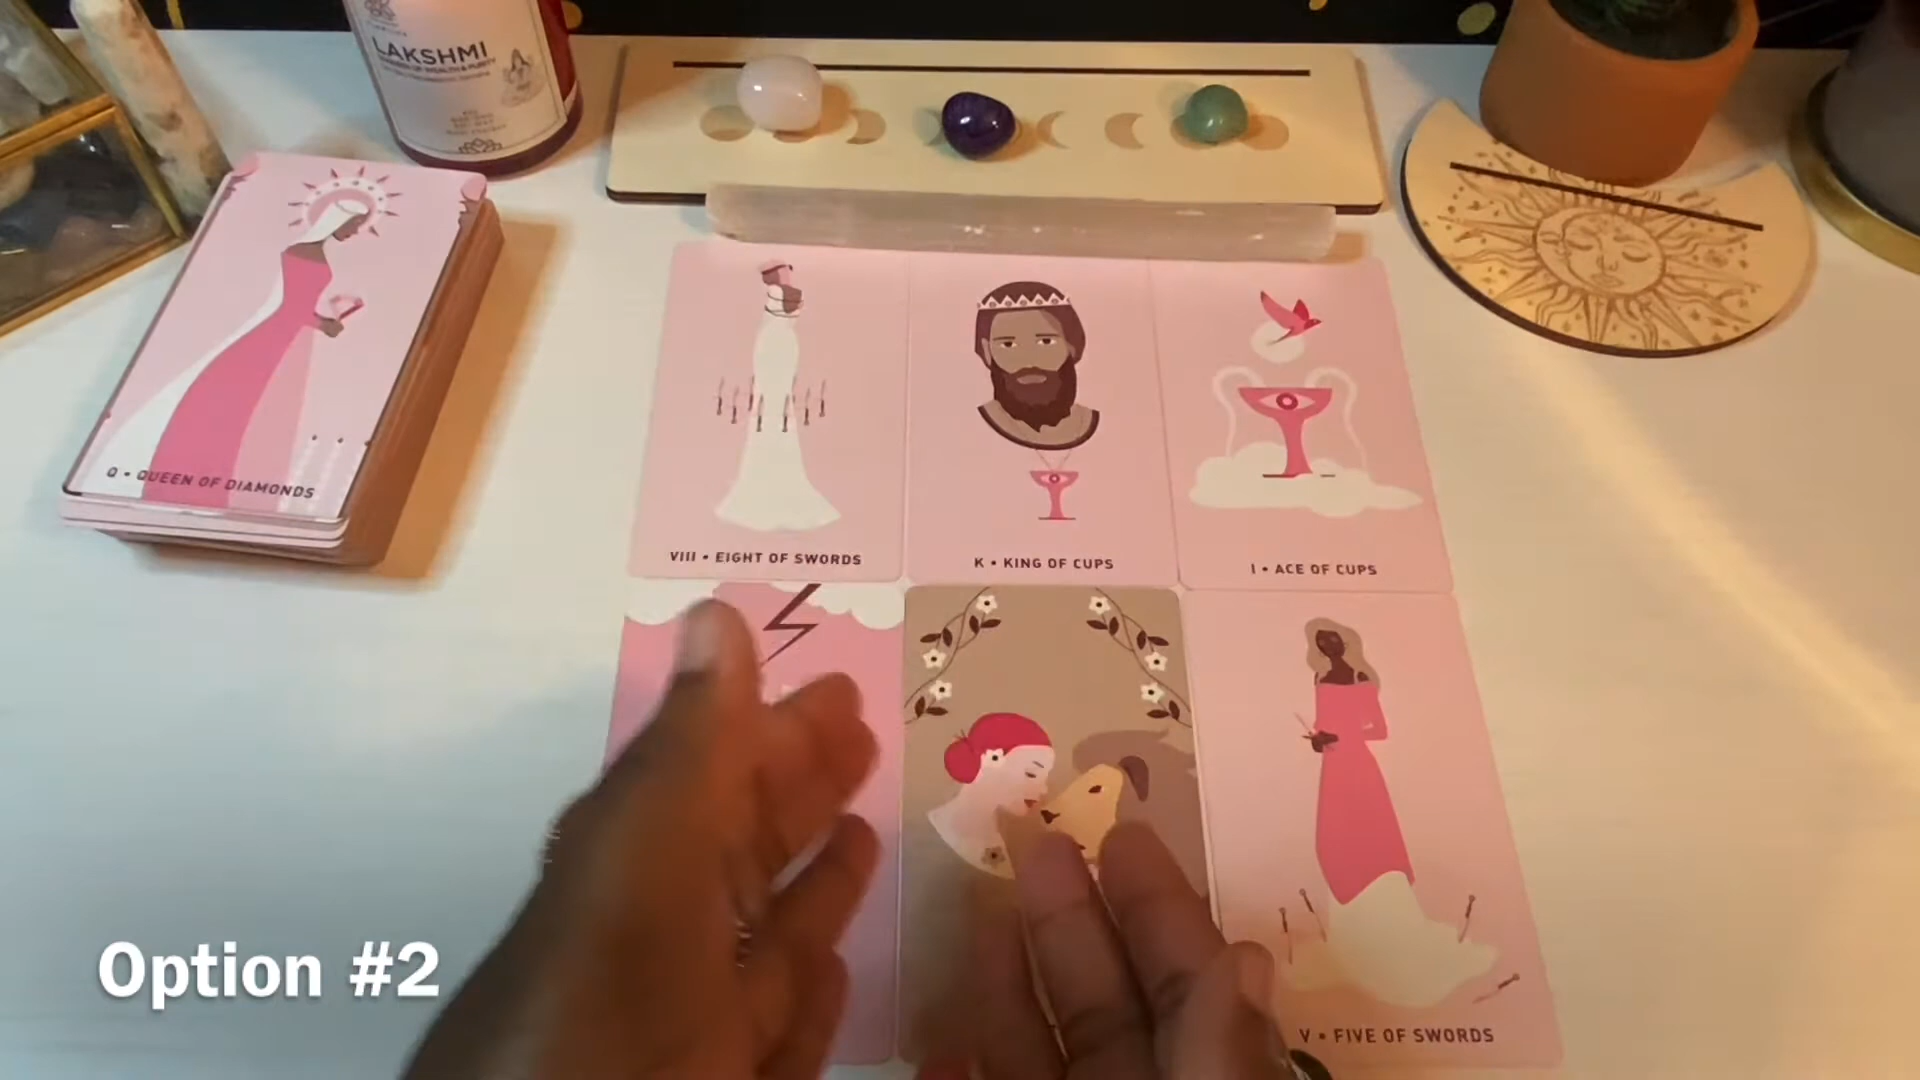 LAKSHMI
Q • QUEEN OF DIAMONDS
VIII • EIGHT OF SWORDS
K • KING OF CUPS
I • ACE OF CUPS
V • FIVE OF SWORDS
Option #2